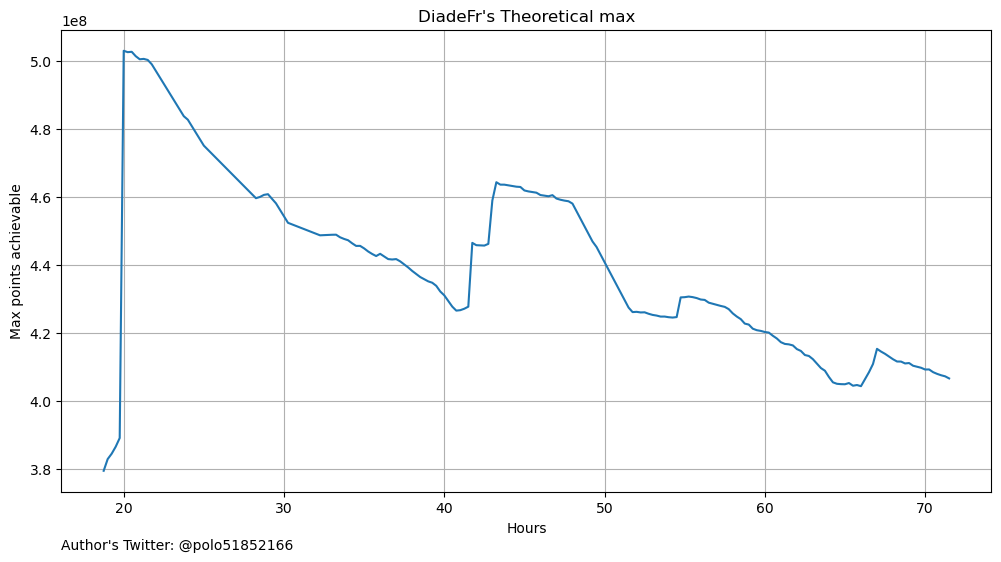 DiadeFr's Theoretical max
1e8
5.0
4.8
4.6
4.4
4.2
4.0
3.8
Max points achievable
20 30 40 50 60 70
Hours
Author's Twitter: @polo51852166